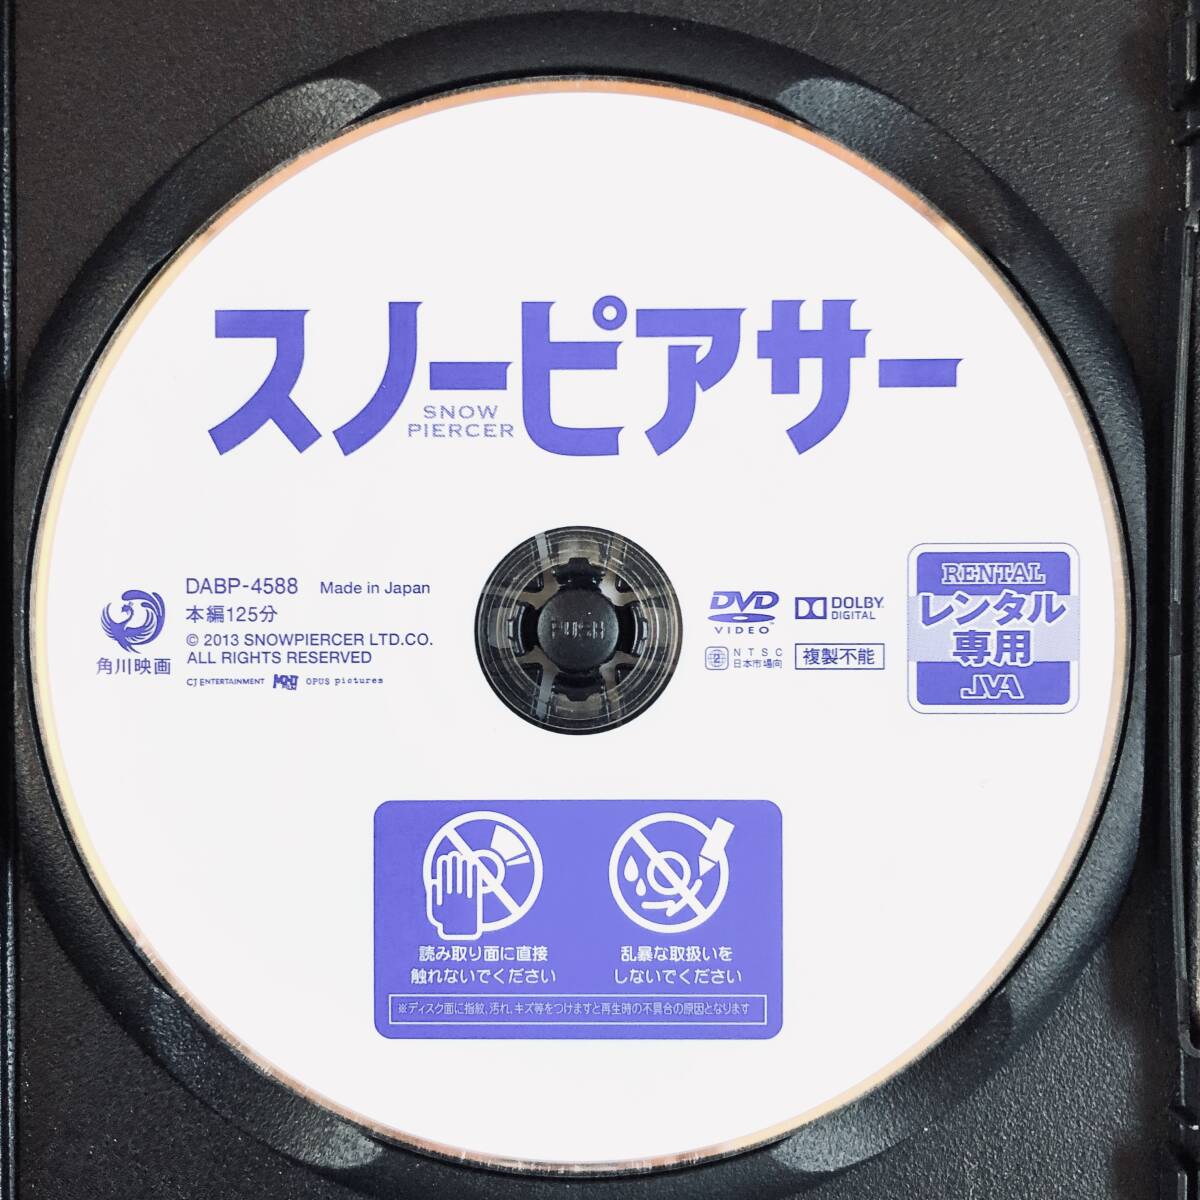 スノーピアサー
SNOW
PIERCER
DABP-4588 Made in Japan
本編125分
© 2013 SNOWPIERCER LTD.CO.
ALL RIGHTS RESERVED
角川映画
CJ ENTERTAINMENT OPUS pictures
PUSH
DVD
VIDEO
DOLBY
DIGITAL
2 NTSC
日本市場向
複製不能
RENTAL
レンタル
専用
JVA
読み取り面に直接
触れないでください
乱暴な取扱いを
しないでください
※ディスク面に指紋、汚れ、キズ等をつけますと再生時の不具合の原因となります